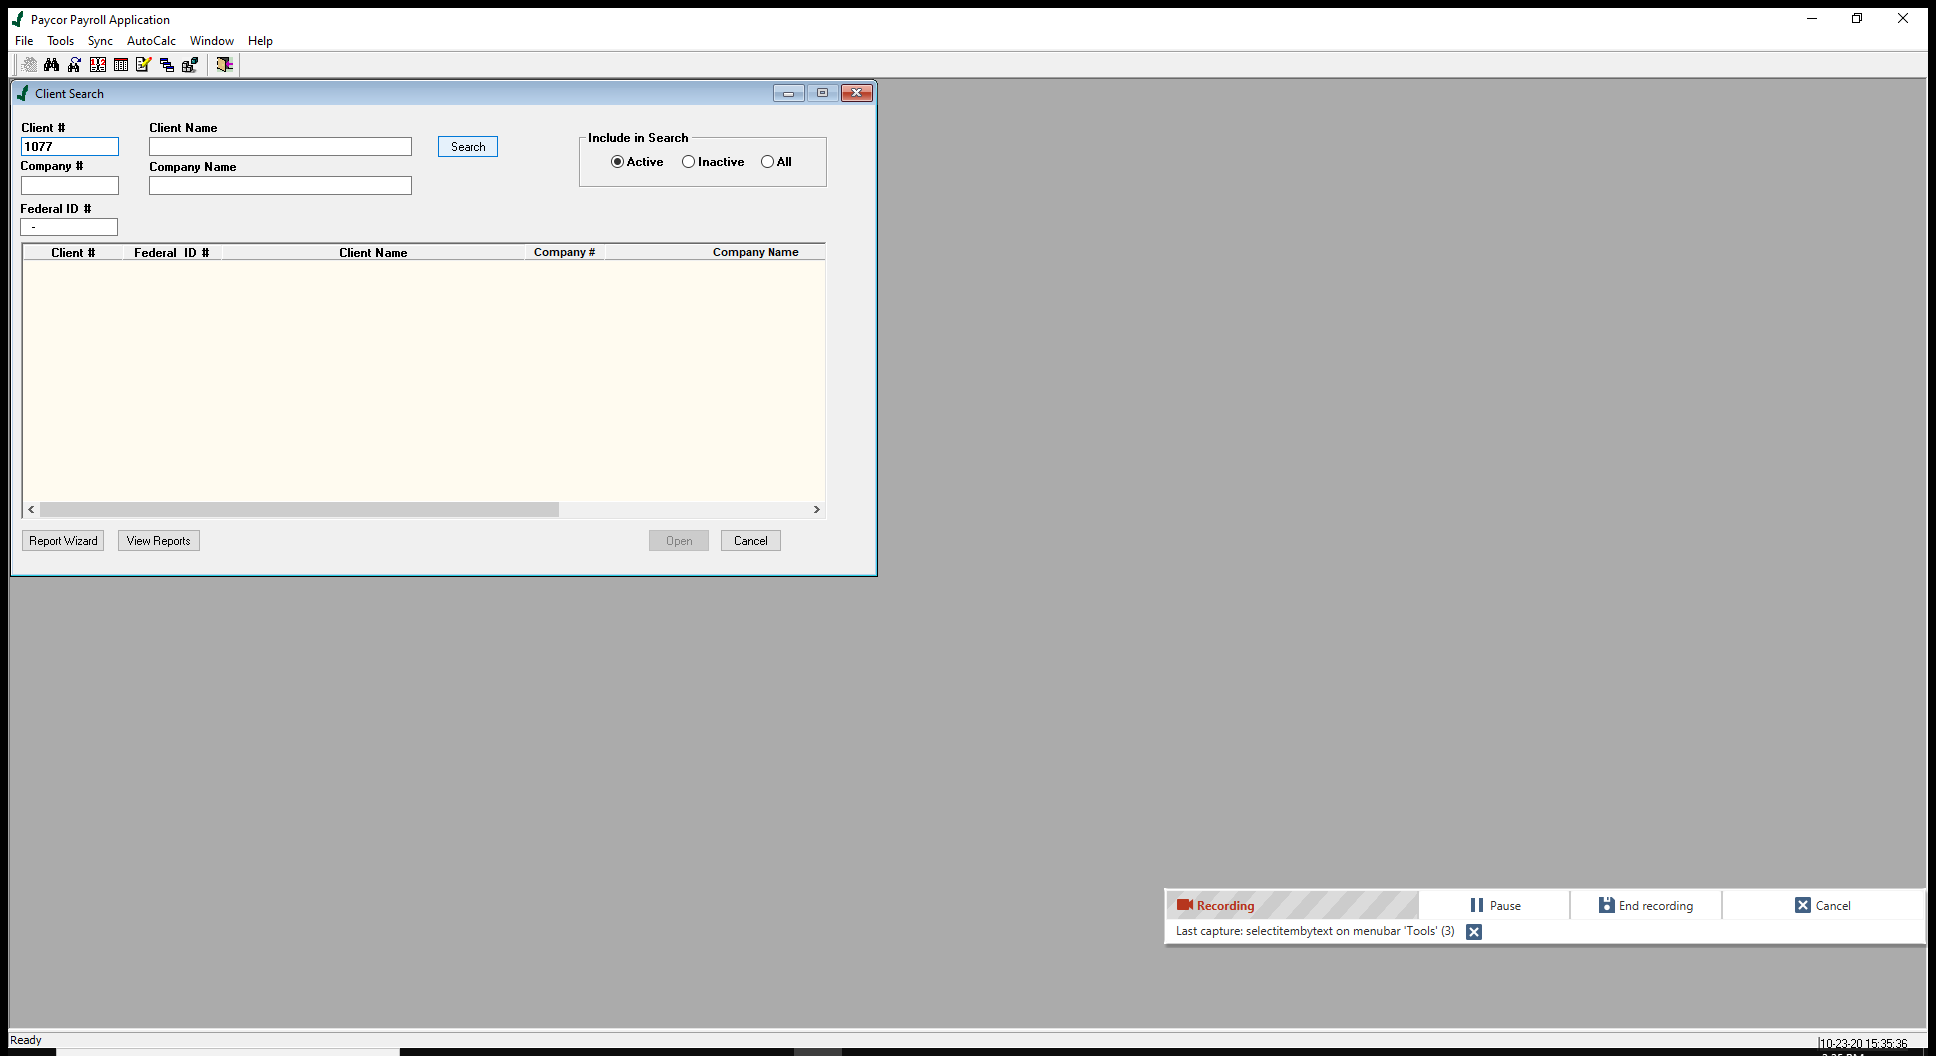 Paycor Payroll Application
File Tools Sync AutoCalc Window Help
Client Search
Client # Client Name
1077 Search
Include in Search
Active Inactive All
Company # Company Name
Federal ID #
-
Client # Federal ID # Client Name Company # Company Name
Report Wizard View Reports Open Cancel
Recording Pause End recording Cancel
Last capture: selectitembytext on menubar 'Tools' (3)
Ready
10-23-20 15:35:36